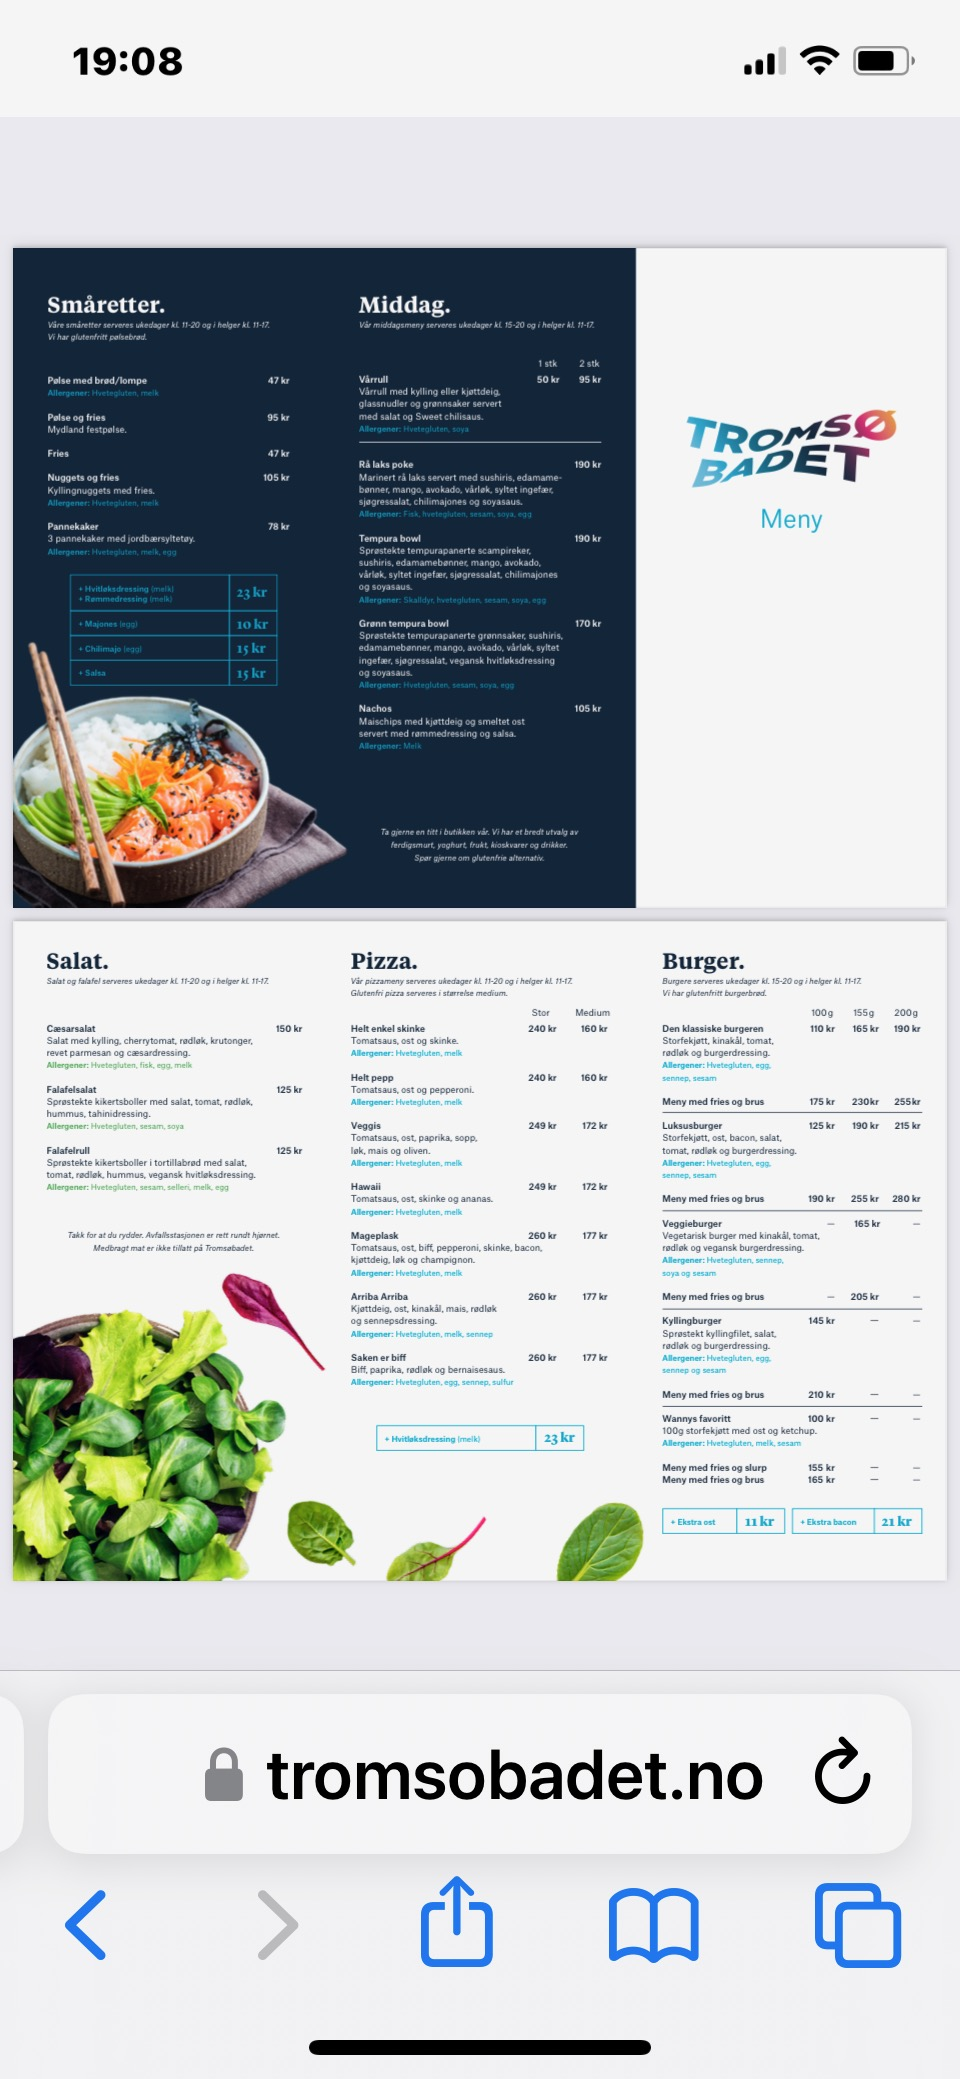 19:08
Småretter.
Våre småretter serveres ukedager kl. 11-20 og i helger kl. 11-17.
Vi har glutenfritt pølsebrød.
Pølse med brød/lompe 47 kr
Allergener: Hvetegluten, melk
Pølse og fries 95 kr
Mydland festpølse.
Fries 47 kr
Nuggets og fries 105 kr
Kyllingnuggets med fries.
Allergener: Hvetegluten, melk
Pannekaker 78 kr
3 pannekaker med jordbærsyltetøy.
Allergener: Hvetegluten, melk, egg
+ Hvitløksdressing (melk)
+ Rømmedressing (melk)
23 kr
+ Majones (egg) 10 kr
+ Chilimajo (egg) 15 kr
+ Salsa 15 kr
Middag.
Vår middagsmeny serveres ukedager kl. 15-20 og i helger kl. 11-17.
1 stk 2 stk
Vårrull 50 kr 95 kr
Vårrull med kylling eller kjøttdeig,
glassnudler og grønnsaker servert
med salat og Sweet chilisaus.
Allergener: Hvetegluten, soya
Rå laks poke 190 kr
Marinert rå laks servert med sushiris, edamame-
bønner, mango, avokado, vårløk, syltet ingefær,
sjøgressalat, chilimajones og soyasaus.
Allergener: Fisk, hvetegluten, sesam, soya, egg
Tempura bowl 190 kr
Sprøstekte tempurapanerte scampireker,
sushiris, edamamebønner, mango, avokado,
vårløk, syltet ingefær, sjøgressalat, chilimajones
og soyasaus.
Allergener: Skalldyr, hvetegluten, sesam, soya, egg
Grønn tempura bowl 170 kr
Sprøstekte tempurapanerte grønnsaker, sushiris,
edamamebønner, mango, avokado, vårløk, syltet
ingefær, sjøgressalat, vegansk hvitløksdressing
og soyasaus.
Allergener: Hvetegluten, sesam, soya, egg
Nachos 105 kr
Maischips med kjøttdeig og smeltet ost
servert med rømmedressing og salsa.
Allergener: Melk
Ta gjerne en titt i butikken vår. Vi har et bredt utvalg av
ferdigsmurt, yoghurt, frukt, kioskvarer og drikker.
Spør gjerne om glutenfrie alternativ.
TROMSØ
BADET
Meny
Salat.
Salat og falafel serveres ukedager kl. 11-20 og i helger kl. 11-17.
Cæsarsalat 150 kr
Salat med kylling, cherrytomat, rødløk, krutonger,
revet parmesan og cæsardressing.
Allergener: Hvetegluten, fisk, egg, melk
Falafelsalat 125 kr
Sprøstekte kikertsboller med salat, tomat, rødløk,
hummus, tahinidressing.
Allergener: Hvetegluten, sesam, soya
Falafelrull 125 kr
Sprøstekte kikertsboller i tortillabrød med salat,
tomat, rødløk, hummus, vegansk hvitløksdressing.
Allergener: Hvetegluten, sesam, selleri, melk, egg
Takk for at du rydder. Avfallsstasjonen er rett rundt hjørnet.
Medbragt mat er ikke tillatt på Tromsøbadet.
Pizza.
Vår pizzameny serveres ukedager kl. 11-20 og i helger kl. 11-17.
Glutenfri pizza serveres i størrelse medium.
Stor Medium
Helt enkel skinke 240 kr 160 kr
Tomatsaus, ost og skinke.
Allergener: Hvetegluten, melk
Helt pepp 240 kr 160 kr
Tomatsaus, ost og pepperoni.
Allergener: Hvetegluten, melk
Veggis 249 kr 172 kr
Tomatsaus, ost, paprika, sopp,
løk, mais og oliven.
Allergener: Hvetegluten, melk
Hawaii 249 kr 172 kr
Tomatsaus, ost, skinke og ananas.
Allergener: Hvetegluten, melk
Mageplask 260 kr 177 kr
Tomatsaus, ost, biff, pepperoni, skinke, bacon,
kjøttdeig, løk og champignon.
Allergener: Hvetegluten, melk
Arriba Arriba 260 kr 177 kr
Kjøttdeig, ost, kinakål, mais, rødløk
og sennepsdressing.
Allergener: Hvetegluten, melk, sennep
Saken er biff 260 kr 177 kr
Biff, paprika, rødløk og bernaisesaus.
Allergener: Hvetegluten, egg, sennep, sulfur
+ Hvitløksdressing (melk) 23 kr
Burger.
Burgere serveres ukedager kl. 15-20 og i helger kl. 11-17.
Vi har glutenfritt burgerbrød.
100g 155g 200g
Den klassiske burgeren 110 kr 165 kr 190 kr
Storfekjøtt, kinakål, tomat,
rødløk og burgerdressing.
Allergener: Hvetegluten, egg,
sennep, sesam
Meny med fries og brus 175 kr 230kr 255kr
Luksusburger 125 kr 190 kr 215 kr
Storfekjøtt, ost, bacon, salat,
tomat, rødløk og burgerdressing.
Allergener: Hvetegluten, egg,
sennep, sesam
Meny med fries og brus 190 kr 255 kr 280 kr
Veggieburger – 165 kr –
Vegetarisk burger med kinakål, tomat,
rødløk og vegansk burgerdressing.
Allergener: Hvetegluten, sennep,
soya og sesam
Meny med fries og brus – 205 kr –
Kyllingburger 145 kr – –
Sprøstekt kyllingfilet, salat,
rødløk og burgerdressing.
Allergener: Hvetegluten, egg,
sennep og sesam
Meny med fries og brus 210 kr – –
Wannys favoritt 100 kr – –
100g storfekjøtt med ost og ketchup.
Allergener: Hvetegluten, melk, sesam
Meny med fries og slurp 155 kr – –
Meny med fries og brus 165 kr – –
+ Ekstra ost 11 kr + Ekstra bacon 21 kr
tromsobadet.no